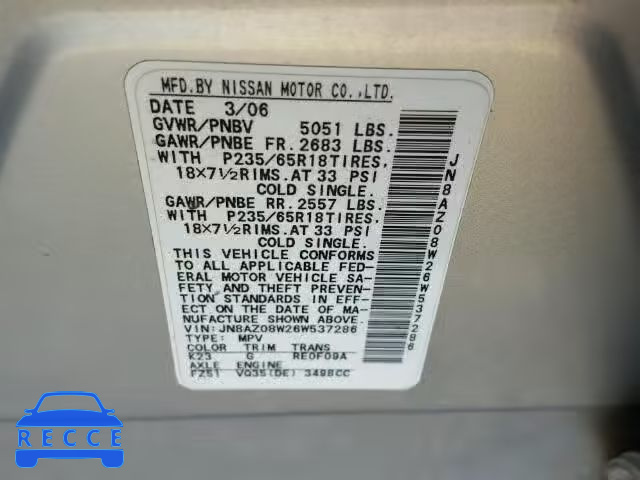 MFD.BY NISSAN MOTOR CO.,LTD.
DATE 3/06
GVWR/PNBV 5051 LBS.
GAWR/PNBE FR. 2683 LBS.
WITH P235/65R18TIRES,
18×7½RIMS.AT 33 PSI
COLD SINGLE.
GAWR/PNBE RR. 2557 LBS.
WITH P235/65R18TIRES,
18×7½RIMS.AT 33 PSI
COLD SINGLE.
THIS VEHICLE CONFORMS
TO ALL APPLICABLE FED-
ERAL MOTOR VEHICLE SA-
FETY AND THEFT PREVEN-
TION STANDARDS IN EFF-
ECT ON THE DATE OF MA-
NUFACTURE SHOWN ABOVE.
VIN: JN8AZ08W26W537286
TYPE: MPV
COLOR TRIM TRANS
K23 G RE0F09A
AXLE ENGINE
FZ51 VQ35(DE) 3498CC
JN8AZ08W26W537286
RECCE